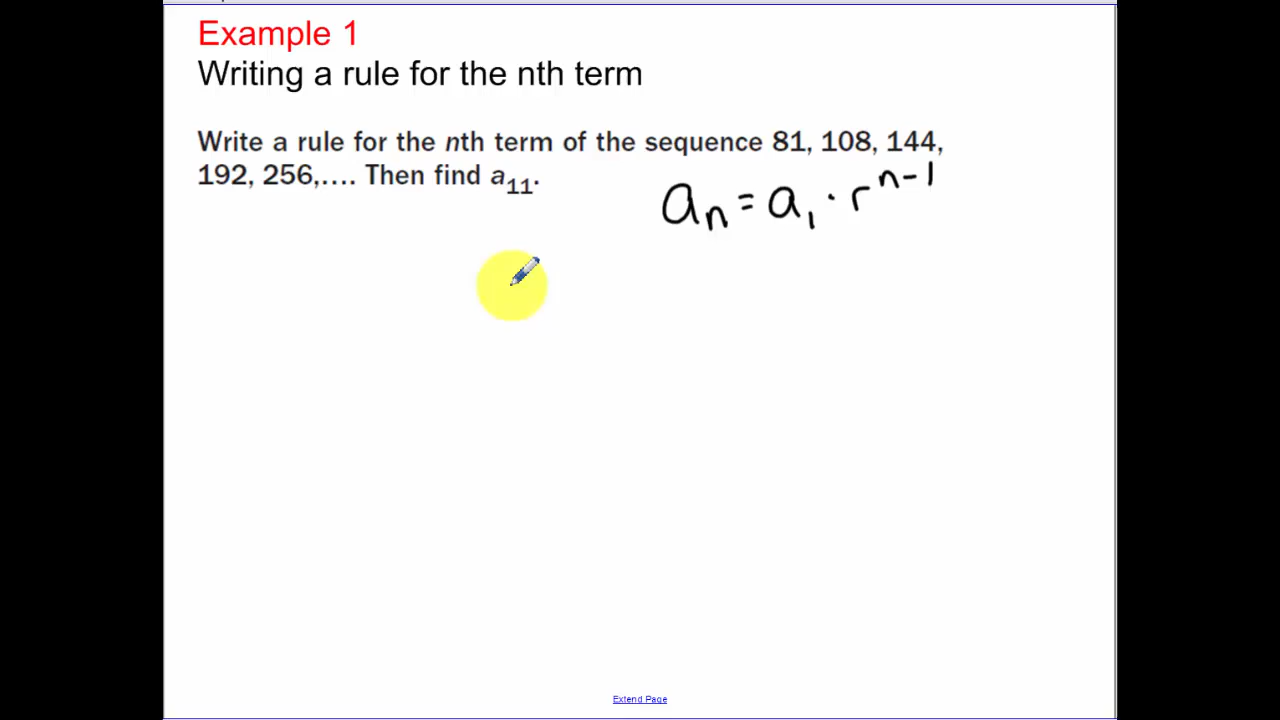 Example 1
Writing a rule for the nth term
Write a rule for the nth term of the sequence 81, 108, 144,
192, 256,.... Then find a₁₁.
aₙ = a₁ · rⁿ⁻¹
Extend Page